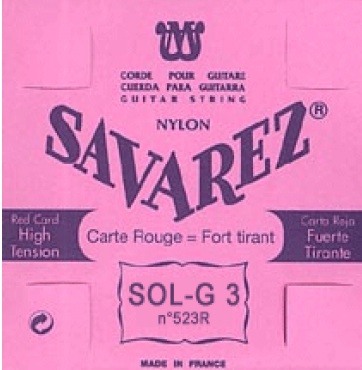 CORDE POUR GUITARE
CUERDA PARA GUITARRA
GUITAR STRING
NYLON
SAVAREZ®
Red Card
High
Tension
Carte Rouge = Fort tirant
Carta Roja
Fuerte
Tirante
SOL-G 3
n°523R
MADE IN FRANCE